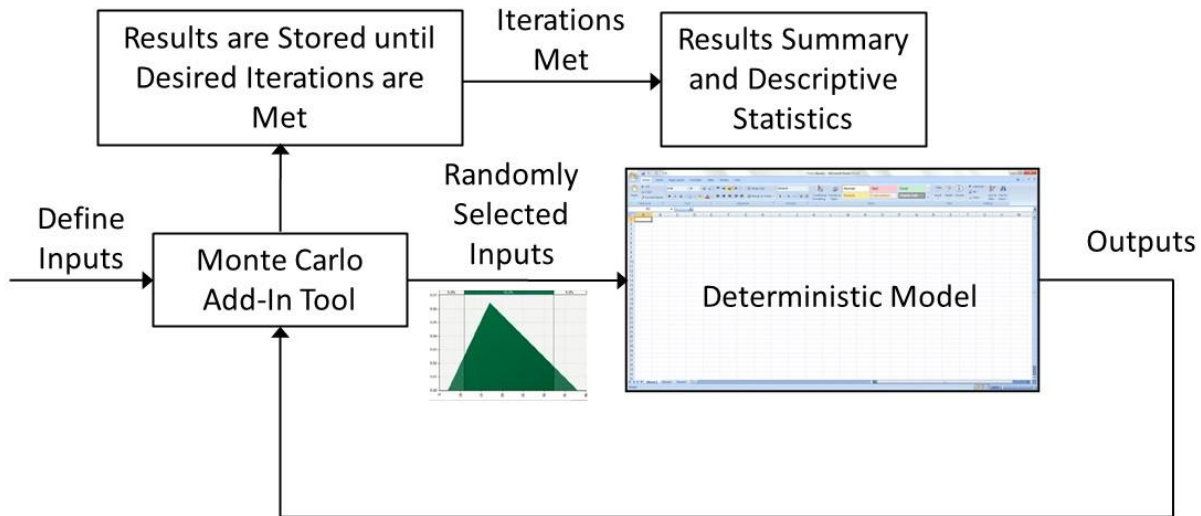 Results are Stored until
Desired Iterations are
Met
Iterations
Met
Results Summary
and Descriptive
Statistics
Define
Inputs
Monte Carlo
Add-In Tool
Randomly
Selected
Inputs
Deterministic Model
Outputs